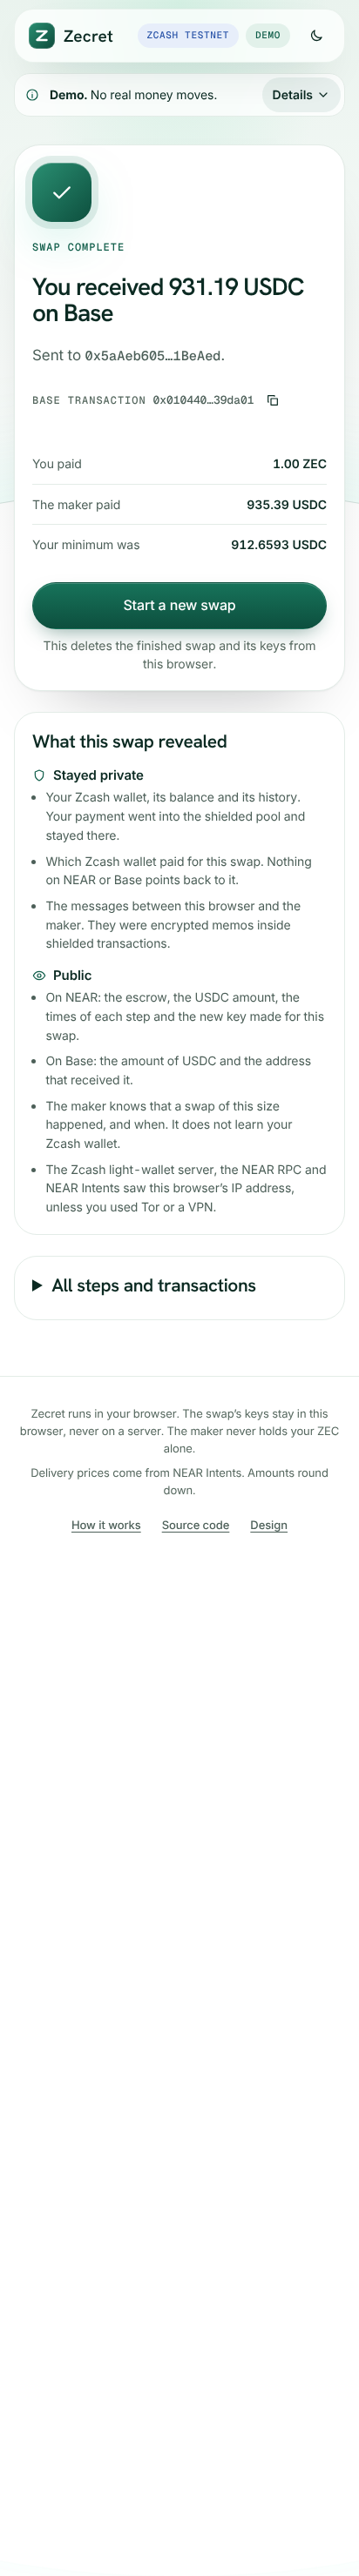 Zecret
ZCASH TESTNET
DEMO
Demo. No real money moves.
Details
SWAP COMPLETE
You received 931.19 USDC
on Base
Sent to 0x5aAeb605…1BeAed.
BASE TRANSACTION 0x010440…39da01
You paid 1.00 ZEC
The maker paid 935.39 USDC
Your minimum was 912.6593 USDC
Start a new swap
This deletes the finished swap and its keys from
this browser.
What this swap revealed
Stayed private
• Your Zcash wallet, its balance and its history.
Your payment went into the shielded pool and
stayed there.
• Which Zcash wallet paid for this swap. Nothing
on NEAR or Base points back to it.
• The messages between this browser and the
maker. They were encrypted memos inside
shielded transactions.
Public
• On NEAR: the escrow, the USDC amount, the
times of each step and the new key made for this
swap.
• On Base: the amount of USDC and the address
that received it.
• The maker knows that a swap of this size
happened, and when. It does not learn your
Zcash wallet.
• The Zcash light-wallet server, the NEAR RPC and
NEAR Intents saw this browser’s IP address,
unless you used Tor or a VPN.
All steps and transactions
Zecret runs in your browser. The swap’s keys stay in this
browser, never on a server. The maker never holds your ZEC
alone.
Delivery prices come from NEAR Intents. Amounts round
down.
How it works
Source code
Design